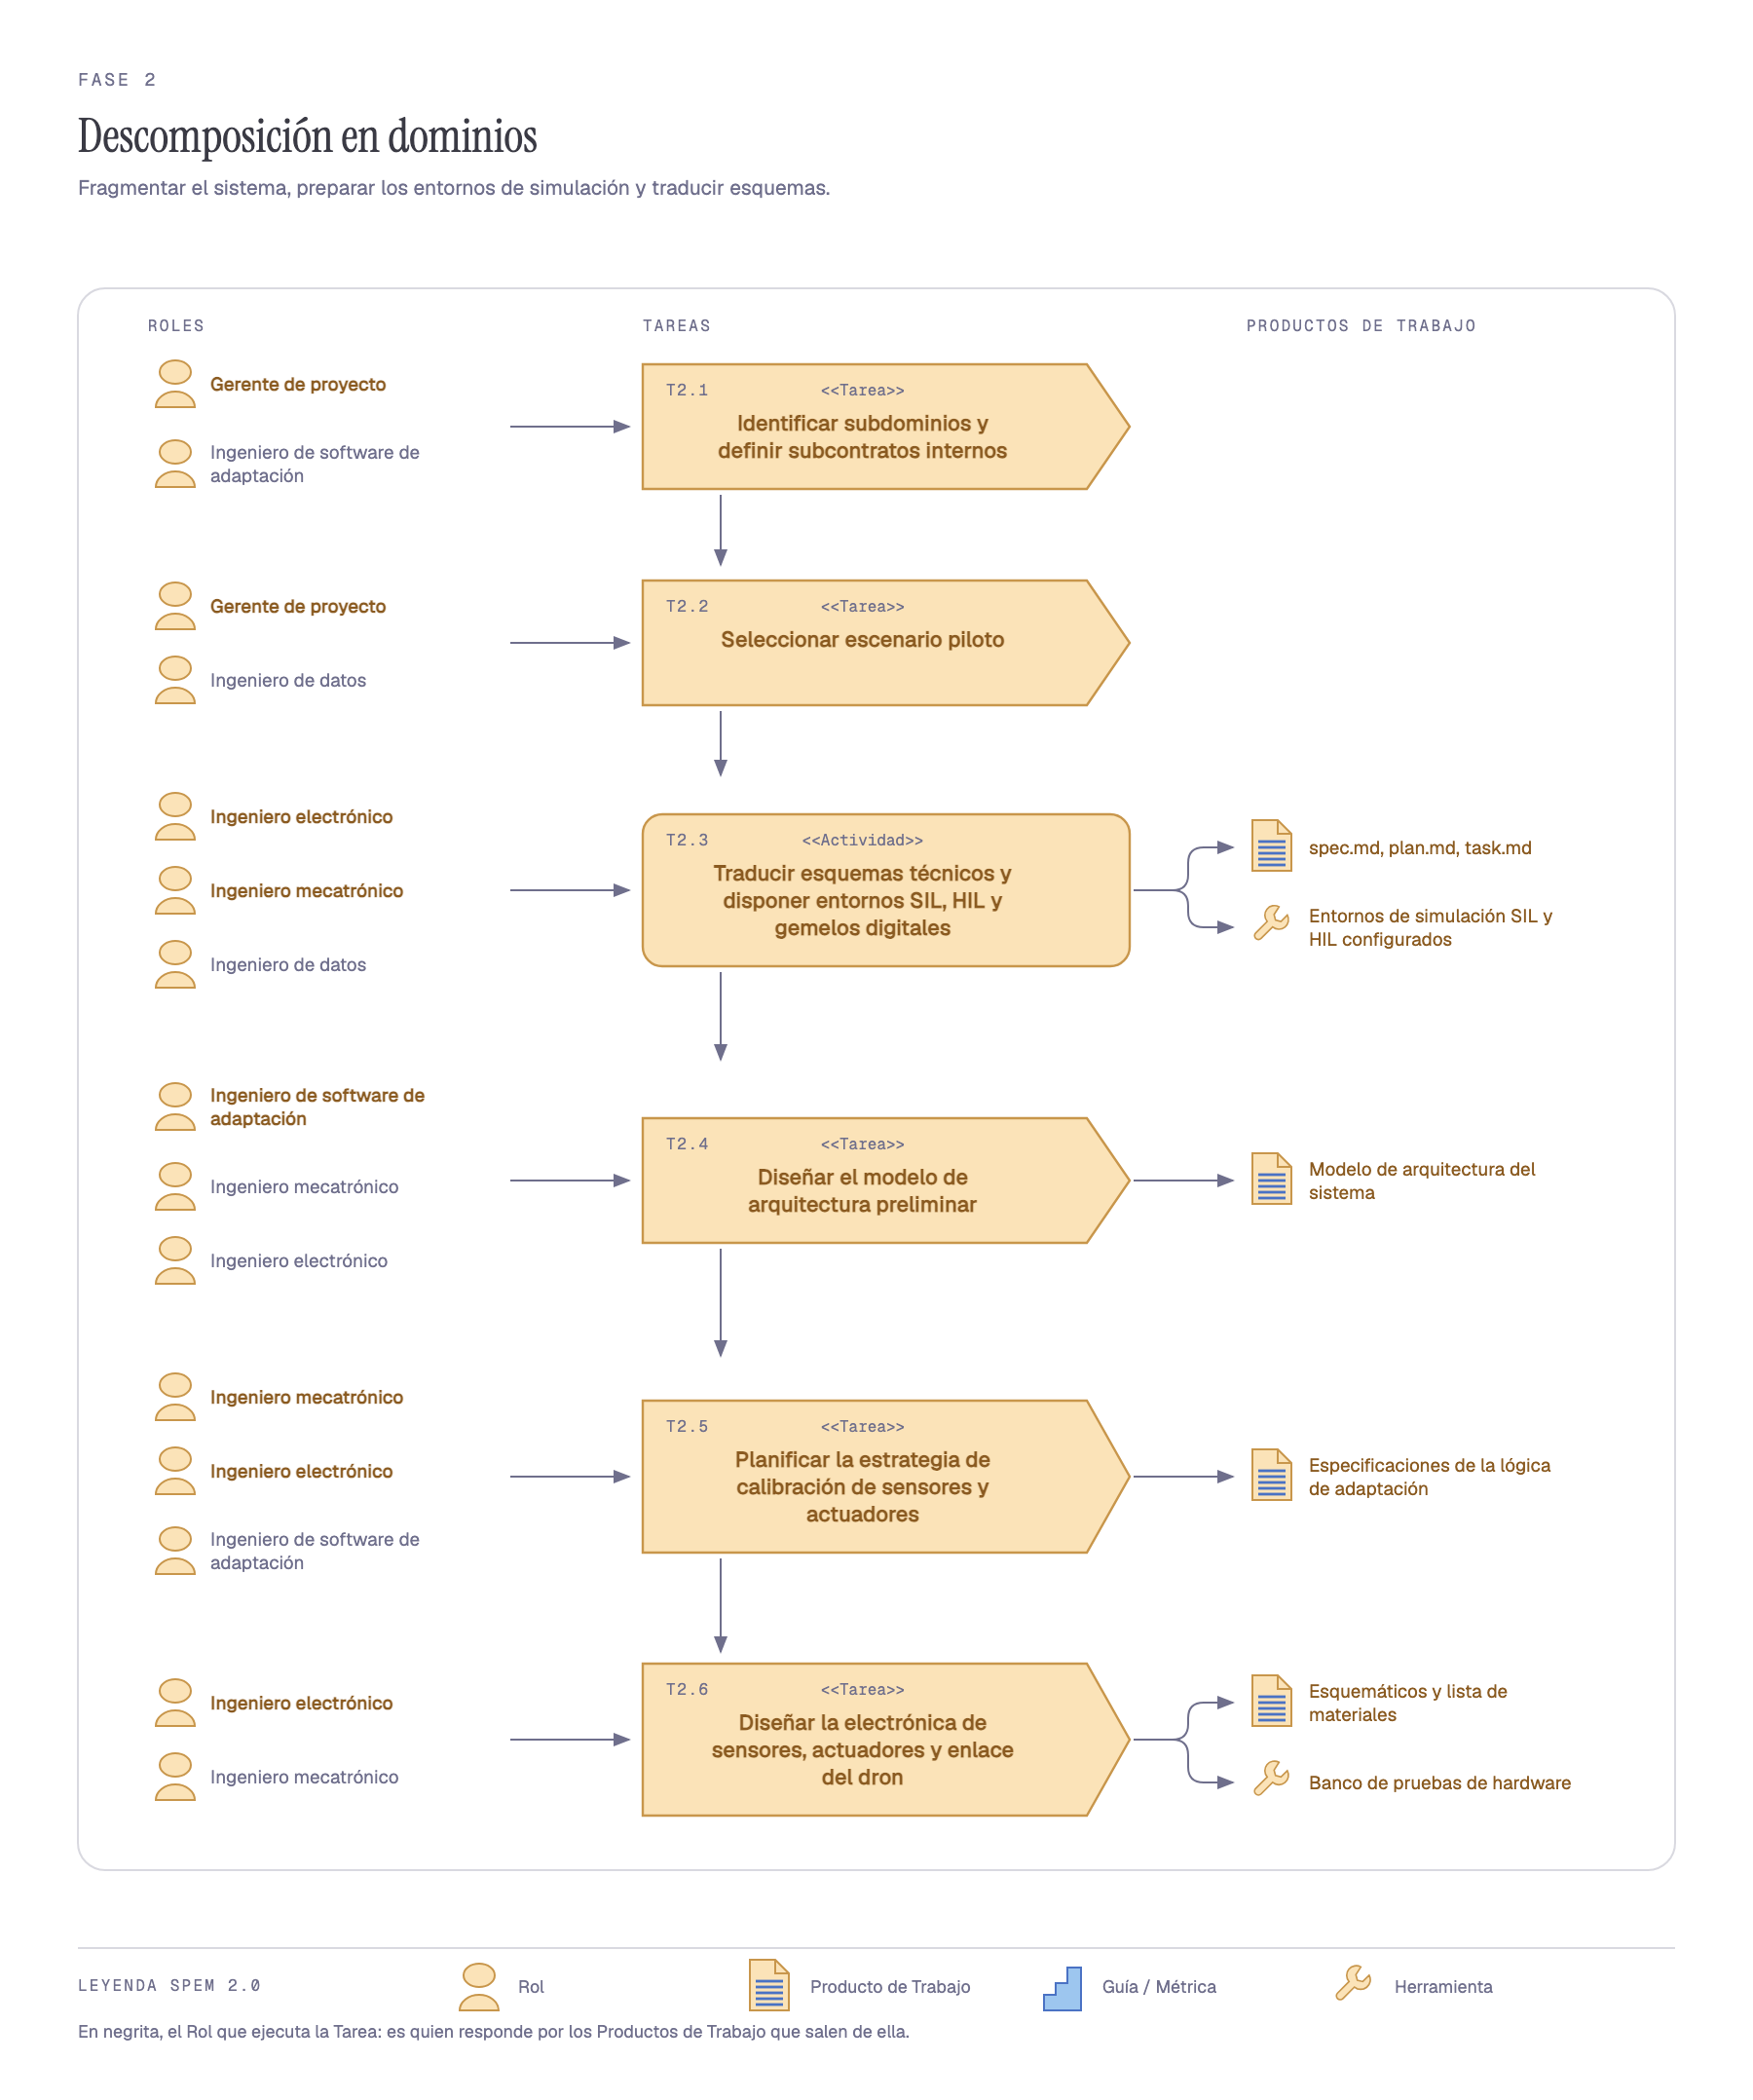 FASE 2
Descomposición en dominios
Fragmentar el sistema, preparar los entornos de simulación y traducir esquemas.
ROLES
TAREAS
PRODUCTOS DE TRABAJO
Gerente de proyecto
Ingeniero de software de
adaptación
T2.1 <<Tarea>>
Identificar subdominios y
definir subcontratos internos
Gerente de proyecto
Ingeniero de datos
T2.2 <<Tarea>>
Seleccionar escenario piloto
Ingeniero electrónico
Ingeniero mecatrónico
Ingeniero de datos
T2.3 <<Actividad>>
Traducir esquemas técnicos y
disponer entornos SIL, HIL y
gemelos digitales
spec.md, plan.md, task.md
Entornos de simulación SIL y
HIL configurados
Ingeniero de software de
adaptación
Ingeniero mecatrónico
Ingeniero electrónico
T2.4 <<Tarea>>
Diseñar el modelo de
arquitectura preliminar
Modelo de arquitectura del
sistema
Ingeniero mecatrónico
Ingeniero electrónico
Ingeniero de software de
adaptación
T2.5 <<Tarea>>
Planificar la estrategia de
calibración de sensores y
actuadores
Especificaciones de la lógica
de adaptación
Ingeniero electrónico
Ingeniero mecatrónico
T2.6 <<Tarea>>
Diseñar la electrónica de
sensores, actuadores y enlace
del dron
Esquemáticos y lista de
materiales
Banco de pruebas de hardware
LEYENDA SPEM 2.0
Rol
Producto de Trabajo
Guía / Métrica
Herramienta
En negrita, el Rol que ejecuta la Tarea: es quien responde por los Productos de Trabajo que salen de ella.